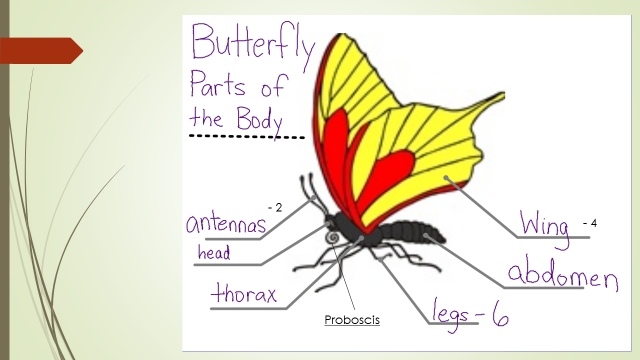 Butterfly
Parts of
the Body
antennas - 2
head
thorax
Proboscis
legs - 6
abdomen
Wing - 4